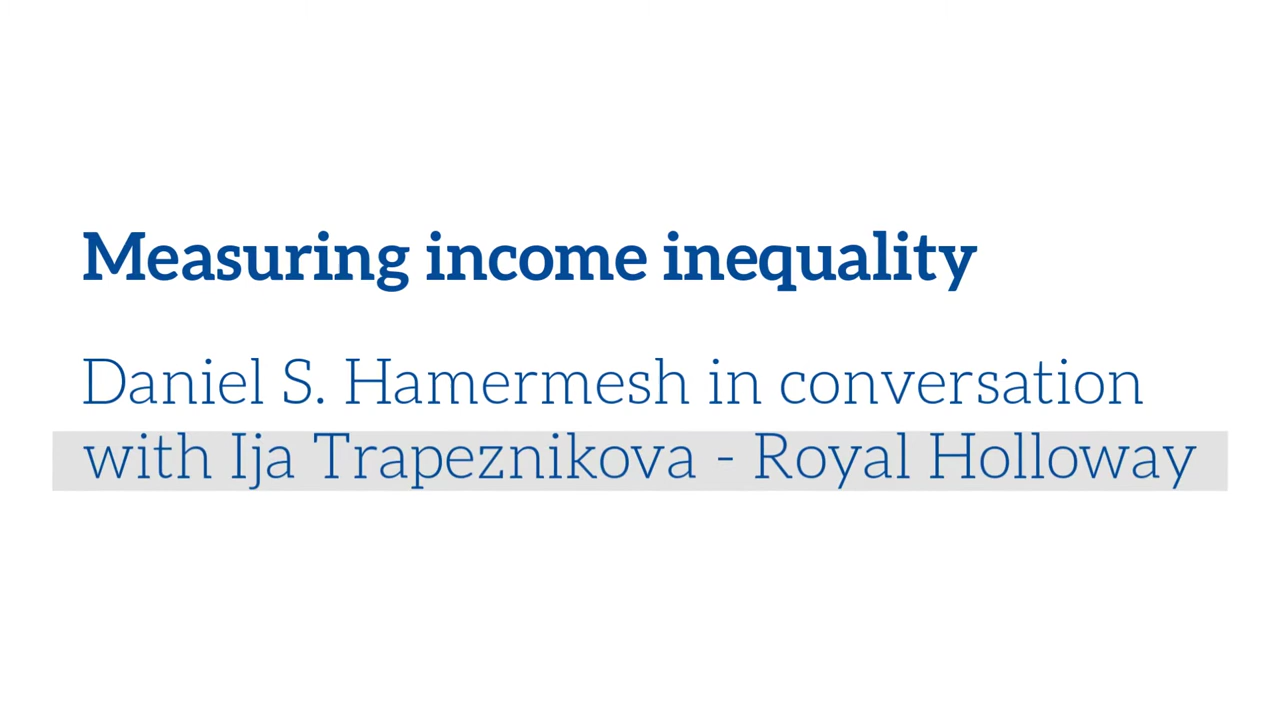 Measuring income inequality
Daniel S. Hamermesh in conversation
with Ija Trapeznikova - Royal Holloway